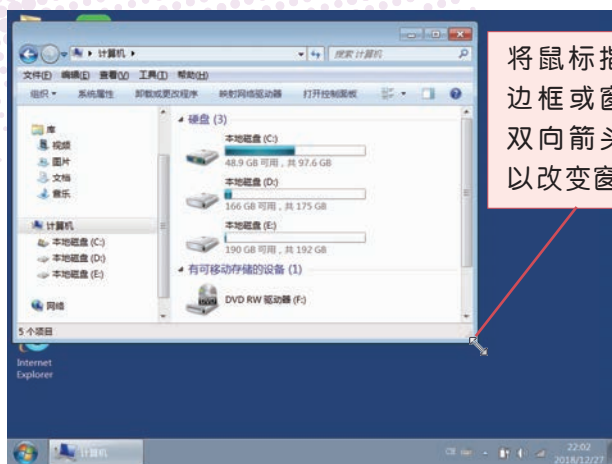 计算机
搜索 计算机
文件(F) 编辑(E) 查看(V) 工具(T) 帮助(H)
组织 系统属性 卸载或更改程序 映射网络驱动器 打开控制面板
库
视频
图片
文档
音乐
计算机
本地磁盘 (C:)
本地磁盘 (D:)
本地磁盘 (E:)
网络
硬盘 (3)
本地磁盘 (C:)
48.9 GB 可用，共 97.6 GB
本地磁盘 (D:)
166 GB 可用，共 175 GB
本地磁盘 (E:)
190 GB 可用，共 192 GB
有可移动存储的设备 (1)
DVD RW 驱动器 (F:)
5 个项目
将鼠标指
边框或窗
双向箭头
以改变窗
Internet
Explorer
计算机
CH
22:02
2018/12/27